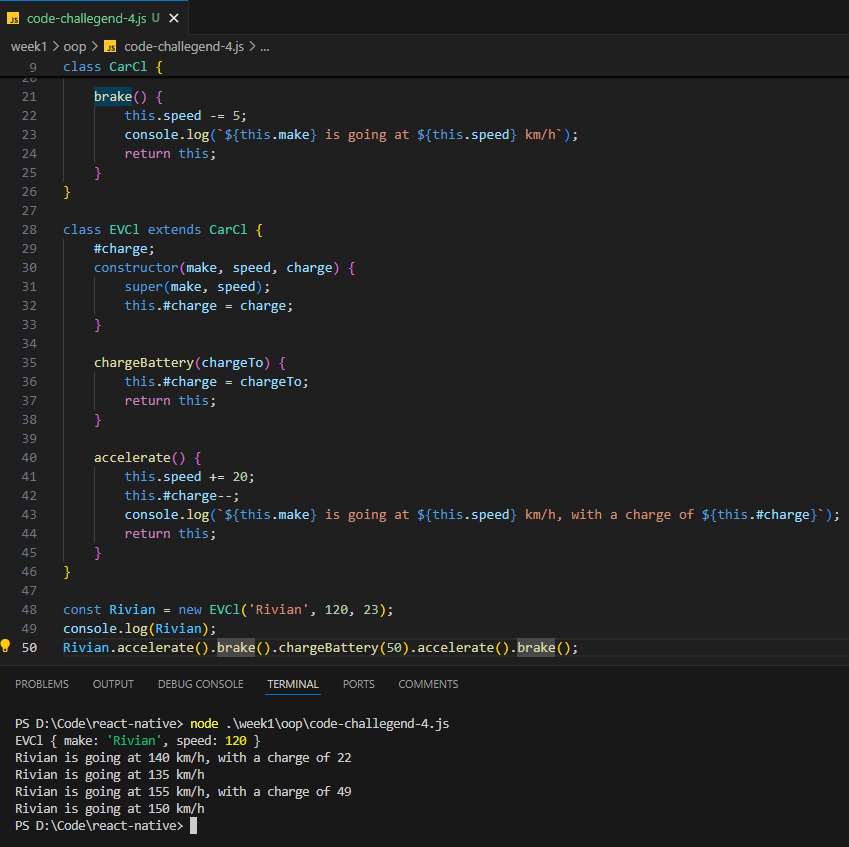 JS code-challegend-4.js U ×
week1 > oop > JS code-challegend-4.js > ...
9 class CarCl {
20
21 brake() {
22 this.speed -= 5;
23 console.log(`${this.make} is going at ${this.speed} km/h`);
24 return this;
25 }
26 }
27
28 class EVCl extends CarCl {
29 #charge;
30 constructor(make, speed, charge) {
31 super(make, speed);
32 this.#charge = charge;
33 }
34
35 chargeBattery(chargeTo) {
36 this.#charge = chargeTo;
37 return this;
38 }
39
40 accelerate() {
41 this.speed += 20;
42 this.#charge--;
43 console.log(`${this.make} is going at ${this.speed} km/h, with a charge of ${this.#charge}`);
44 return this;
45 }
46 }
47
48 const Rivian = new EVCl('Rivian', 120, 23);
49 console.log(Rivian);
50 Rivian.accelerate().brake().chargeBattery(50).accelerate().brake();
PROBLEMS OUTPUT DEBUG CONSOLE TERMINAL PORTS COMMENTS
PS D:\Code\react-native> node .\week1\oop\code-challegend-4.js
EVCl { make: 'Rivian', speed: 120 }
Rivian is going at 140 km/h, with a charge of 22
Rivian is going at 135 km/h
Rivian is going at 155 km/h, with a charge of 49
Rivian is going at 150 km/h
PS D:\Code\react-native>